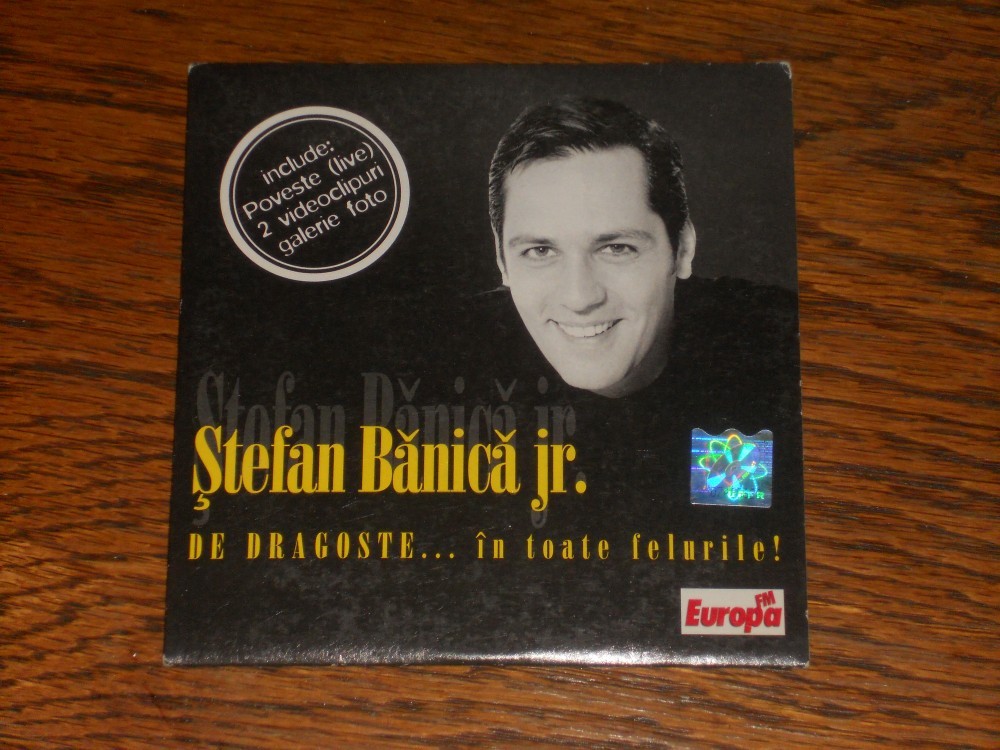 include:
Poveste (live)
2 videoclipuri
galerie foto
Ştefan Bănică jr.
Ştefan Bănică jr.
DE DRAGOSTE... în toate felurile!
Europa FM